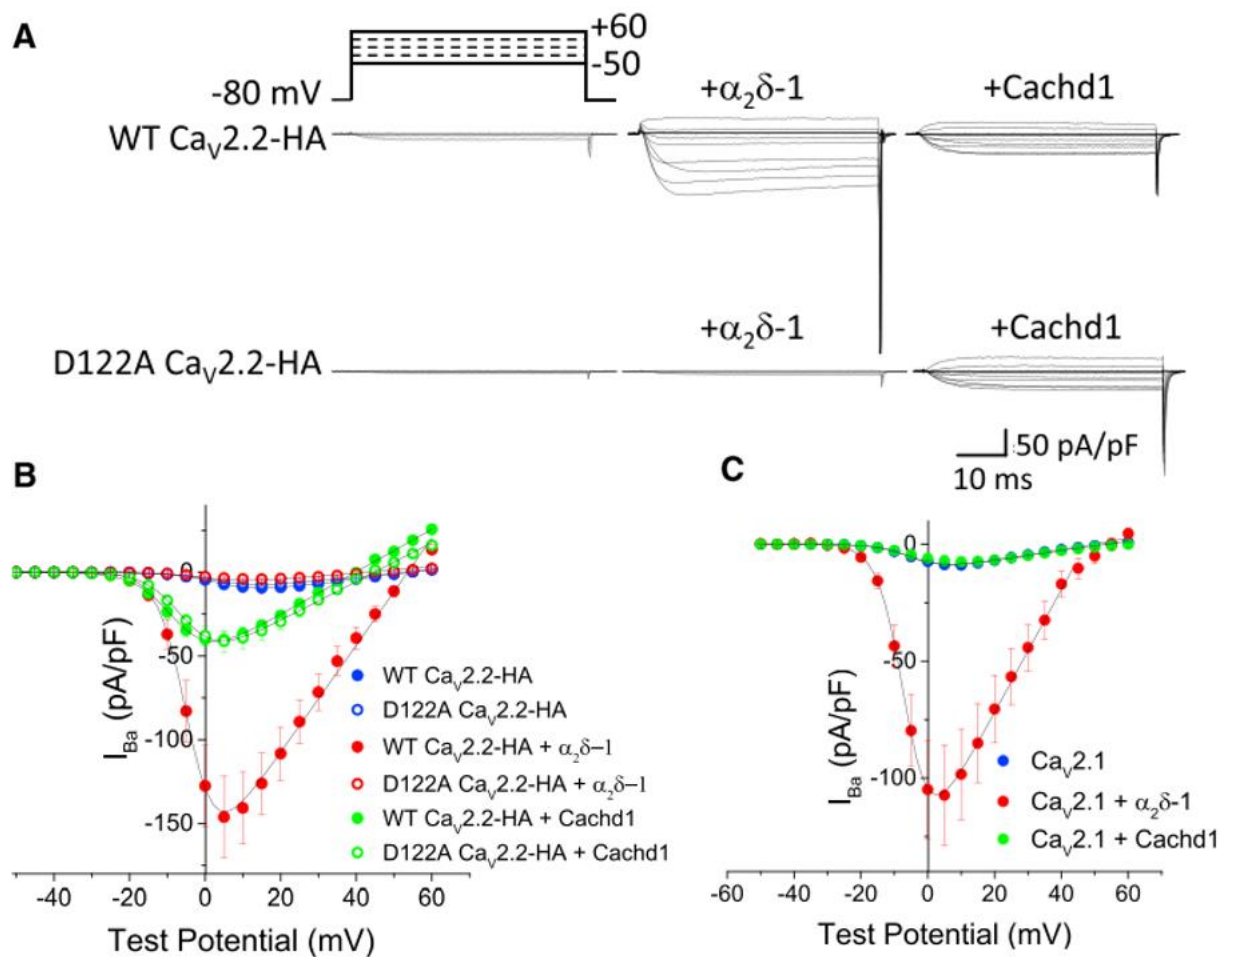 A
+60
-50
-80 mV
+α₂δ-1
+Cachd1
WT Caᵥ2.2-HA
+α₂δ-1
+Cachd1
D122A Caᵥ2.2-HA
50 pA/pF
10 ms
B
0
-50
-100
-150
I_Ba (pA/pF)
WT Caᵥ2.2-HA
D122A Caᵥ2.2-HA
WT Caᵥ2.2-HA + α₂δ−1
D122A Caᵥ2.2-HA + α₂δ−1
WT Caᵥ2.2-HA + Cachd1
D122A Caᵥ2.2-HA + Cachd1
-40 -20 0 20 40 60
Test Potential (mV)
C
0
-50
-100
I_Ba (pA/pF)
Caᵥ2.1
Caᵥ2.1 + α₂δ-1
Caᵥ2.1 + Cachd1
-60 -40 -20 0 20 40 60
Test Potential (mV)